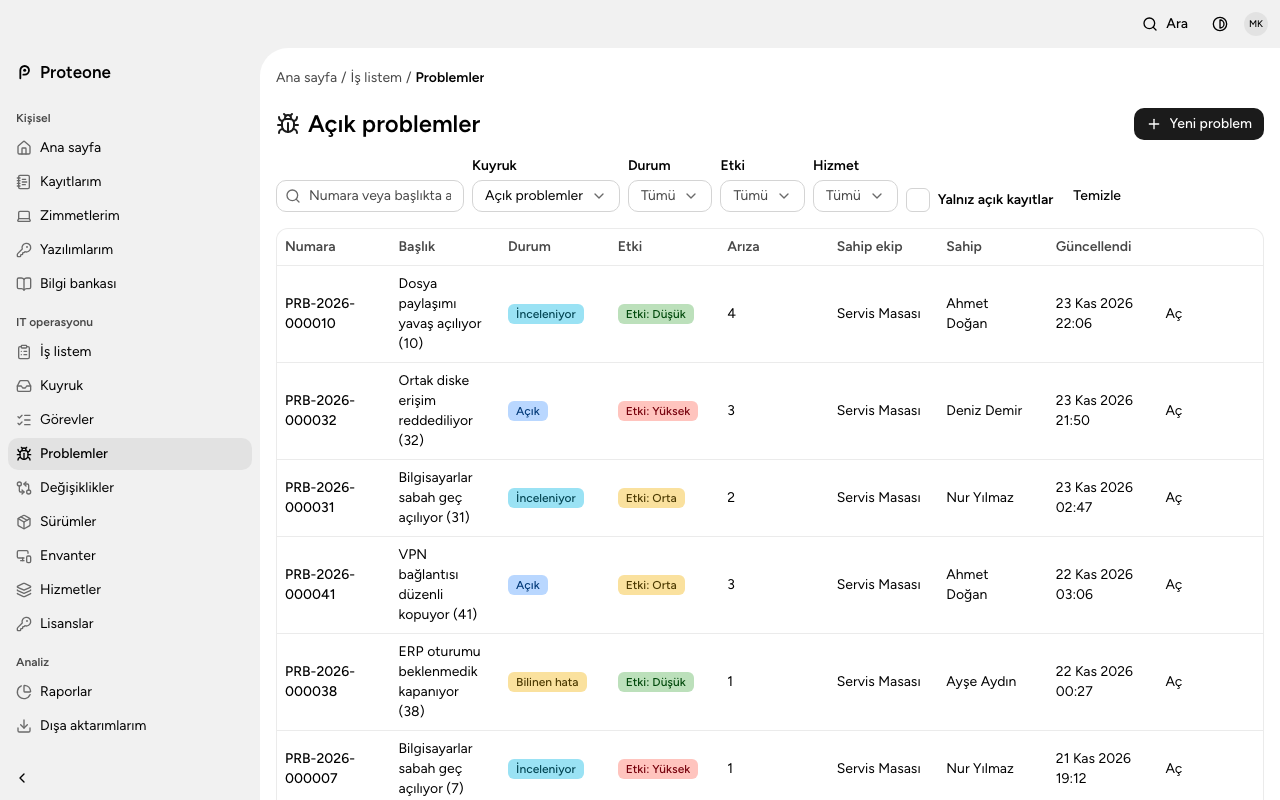 Ara
MK
Proteone
Kişisel
Ana sayfa
Kayıtlarım
Zimmetlerim
Yazılımlarım
Bilgi bankası
IT operasyonu
İş listem
Kuyruk
Görevler
Problemler
Değişiklikler
Sürümler
Envanter
Hizmetler
Lisanslar
Analiz
Raporlar
Dışa aktarımlarım
Ana sayfa / İş listem / Problemler
Açık problemler
Yeni problem
Kuyruk Durum Etki Hizmet
Numara veya başlıkta a Açık problemler Tümü Tümü Tümü Yalnız açık kayıtlar Temizle
Numara Başlık Durum Etki Arıza Sahip ekip Sahip Güncellendi
PRB-2026-
000010
Dosya
paylaşımı
yavaş açılıyor
(10)
İnceleniyor
Etki: Düşük
4
Servis Masası
Ahmet
Doğan
23 Kas 2026
22:06
Aç
PRB-2026-
000032
Ortak diske
erişim
reddediliyor
(32)
Açık
Etki: Yüksek
3
Servis Masası
Deniz Demir
23 Kas 2026
21:50
Aç
PRB-2026-
000031
Bilgisayarlar
sabah geç
açılıyor (31)
İnceleniyor
Etki: Orta
2
Servis Masası
Nur Yılmaz
23 Kas 2026
02:47
Aç
PRB-2026-
000041
VPN
bağlantısı
düzenli
kopuyor (41)
Açık
Etki: Orta
3
Servis Masası
Ahmet
Doğan
22 Kas 2026
03:06
Aç
PRB-2026-
000038
ERP oturumu
beklenmedik
kapanıyor
(38)
Bilinen hata
Etki: Düşük
1
Servis Masası
Ayşe Aydın
22 Kas 2026
00:27
Aç
PRB-2026-
000007
Bilgisayarlar
sabah geç
açılıyor (7)
İnceleniyor
Etki: Yüksek
1
Servis Masası
Nur Yılmaz
21 Kas 2026
19:12
Aç